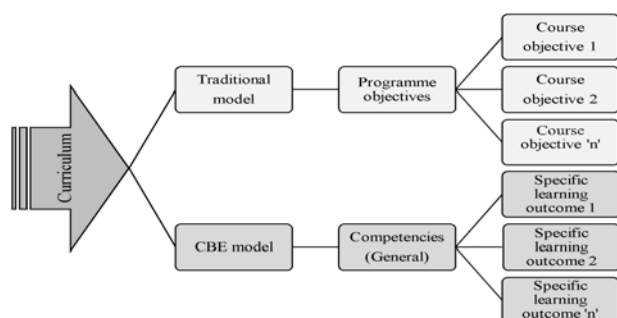 Curriculum
Traditional
model
Programme
objectives
Course
objective 1
Course
objective 2
Course
objective 'n'
CBE model
Competencies
(General)
Specific
learning
outcome 1
Specific
learning
outcome 2
Specific
learning
outcome 'n'